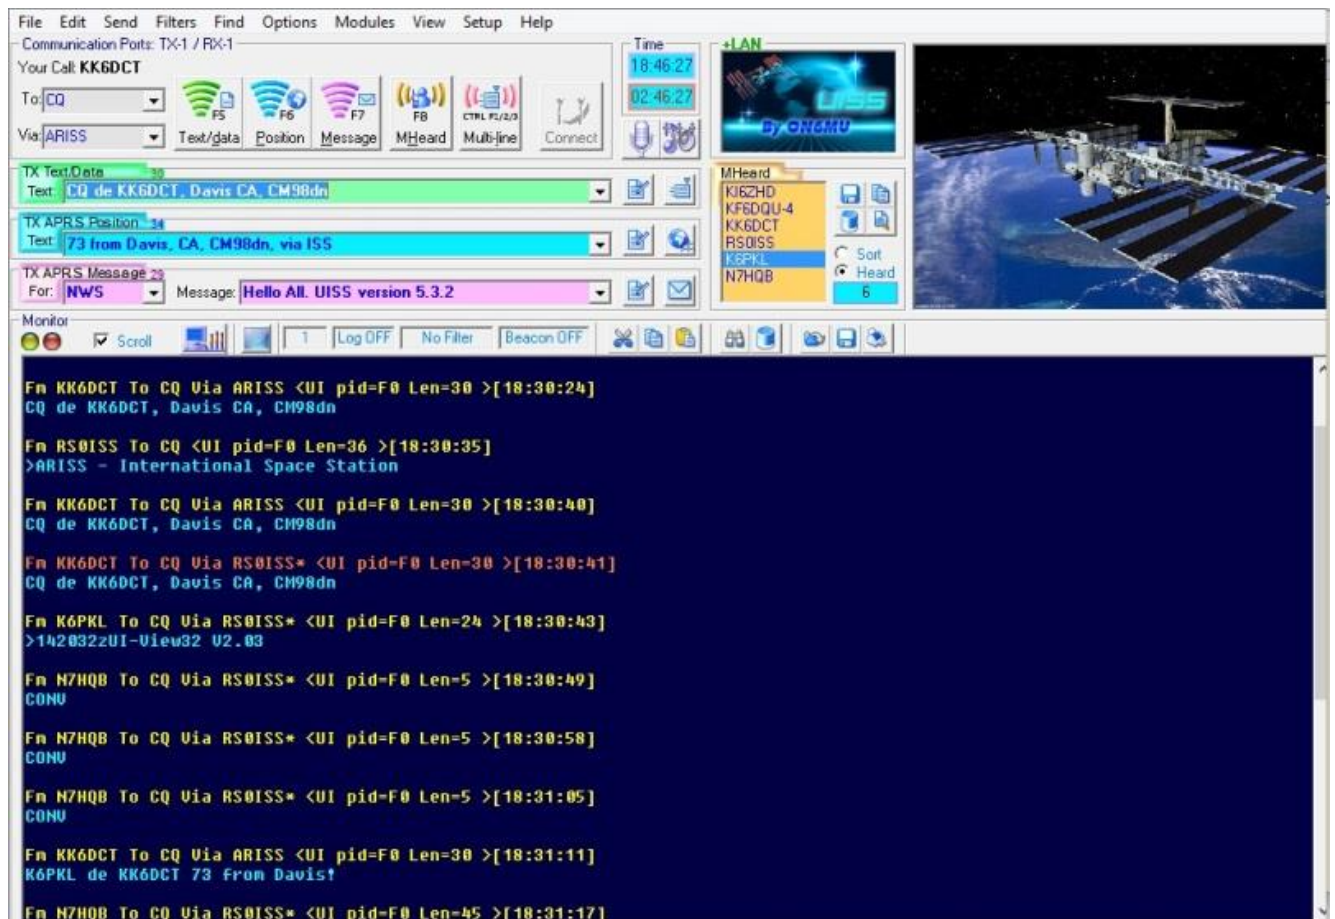 File Edit Send Filters Find Options Modules View Setup Help
Communication Ports: TX-1 / RX-1
Time
+LAN
Your Call: KK6DCT
18:46:27
To: CQ
02:46:27
UISS
F5 F6 F7 F8 CTRL F1/2/3
Via: ARISS
Text/data Position Message MHeard Multi-line Connect
By ON6MU
TX Text/Data 30
Text: CQ de KK6DCT, Davis CA, CM98dn
TX APRS Position 34
Text: 73 from Davis, CA, CM98dn, via ISS
TX APRS Message 29
For: NWS Message: Hello All. UISS version 5.3.2
MHeard
KI6ZHD
KF6DQU-4
KK6DCT
RS0ISS
K6PKL
N7HQB
Sort
Heard
6
Monitor
Scroll 1 Log OFF No Filter Beacon OFF
Fm KK6DCT To CQ Via ARISS <UI pid=F0 Len=30 >[18:30:24]
CQ de KK6DCT, Davis CA, CM98dn
Fm RS0ISS To CQ <UI pid=F0 Len=36 >[18:30:35]
>ARISS - International Space Station
Fm KK6DCT To CQ Via ARISS <UI pid=F0 Len=30 >[18:30:40]
CQ de KK6DCT, Davis CA, CM98dn
Fm KK6DCT To CQ Via RS0ISS* <UI pid=F0 Len=30 >[18:30:41]
CQ de KK6DCT, Davis CA, CM98dn
Fm K6PKL To CQ Via RS0ISS* <UI pid=F0 Len=24 >[18:30:43]
>142032zUI-View32 V2.03
Fm N7HQB To CQ Via RS0ISS* <UI pid=F0 Len=5 >[18:30:49]
CONV
Fm N7HQB To CQ Via RS0ISS* <UI pid=F0 Len=5 >[18:30:58]
CONV
Fm N7HQB To CQ Via RS0ISS* <UI pid=F0 Len=5 >[18:31:05]
CONV
Fm KK6DCT To CQ Via ARISS <UI pid=F0 Len=30 >[18:31:11]
K6PKL de KK6DCT 73 from Davis!
Fm N7HQB To CQ Via RS0ISS* <UI pid=F0 Len=45 >[18:31:17]